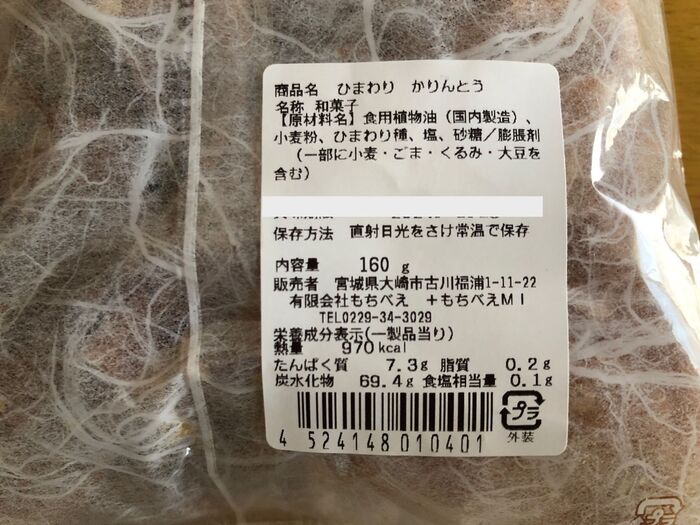 商品名　ひまわり　かりんとう
名称　和菓子
【原材料名】食用植物油（国内製造）、
小麦粉、ひまわり種、塩、砂糖／膨脹剤
（一部に小麦・ごま・くるみ・大豆を
含む）
保存方法　直射日光をさけ常温で保存
内容量　160 g
販売者　宮城県大崎市古川福浦1-11-22
有限会社もちべえ　＋もちべえＭＩ
TEL0229-34-3029
栄養成分表示(一製品当り)
熱量　970kcal
たんぱく質　7.3g 脂質　0.2g
炭水化物　69.4g 食塩相当量 0.1g
プラ
外装
4 524148 010401